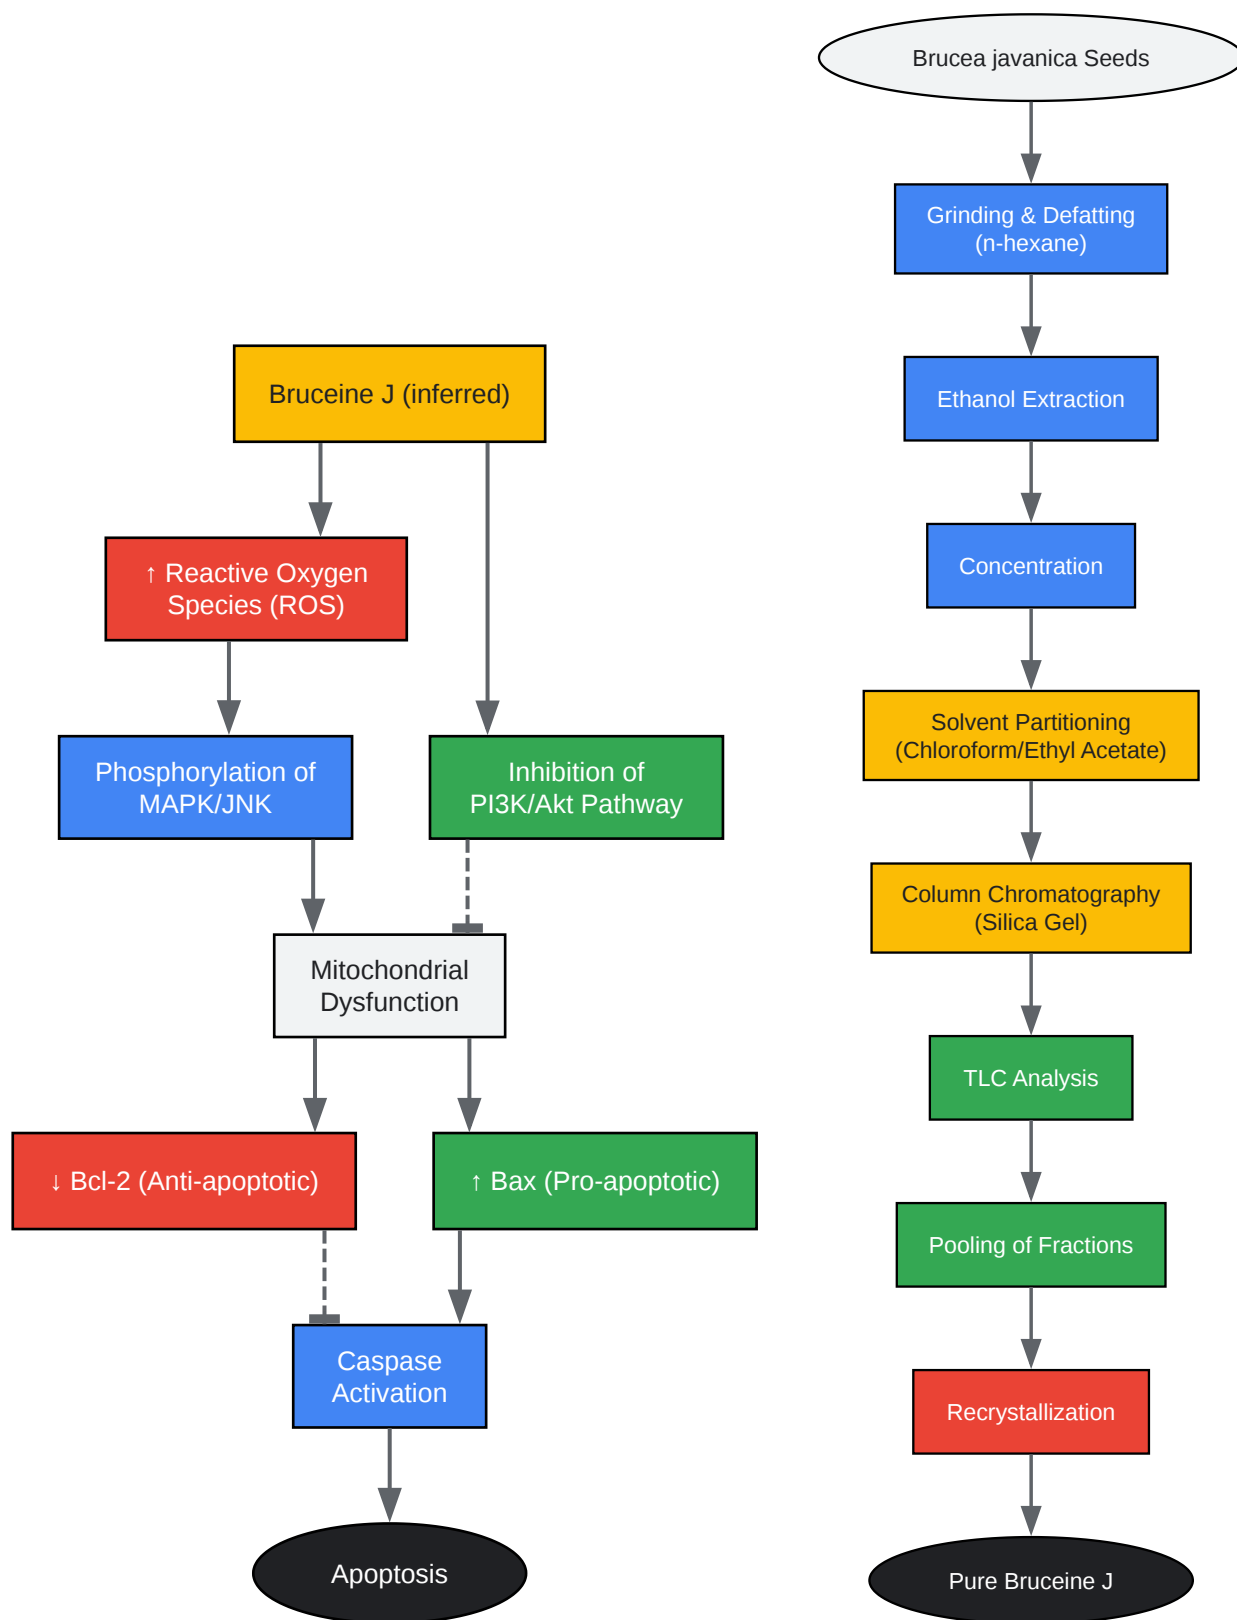 Bruceine J (inferred)
↑ Reactive Oxygen
Species (ROS)
Phosphorylation of
MAPK/JNK
Inhibition of
PI3K/Akt Pathway
Mitochondrial
Dysfunction
↓ Bcl-2 (Anti-apoptotic)
↑ Bax (Pro-apoptotic)
Caspase
Activation
Apoptosis
Brucea javanica Seeds
Grinding & Defatting
(n-hexane)
Ethanol Extraction
Concentration
Solvent Partitioning
(Chloroform/Ethyl Acetate)
Column Chromatography
(Silica Gel)
TLC Analysis
Pooling of Fractions
Recrystallization
Pure Bruceine J